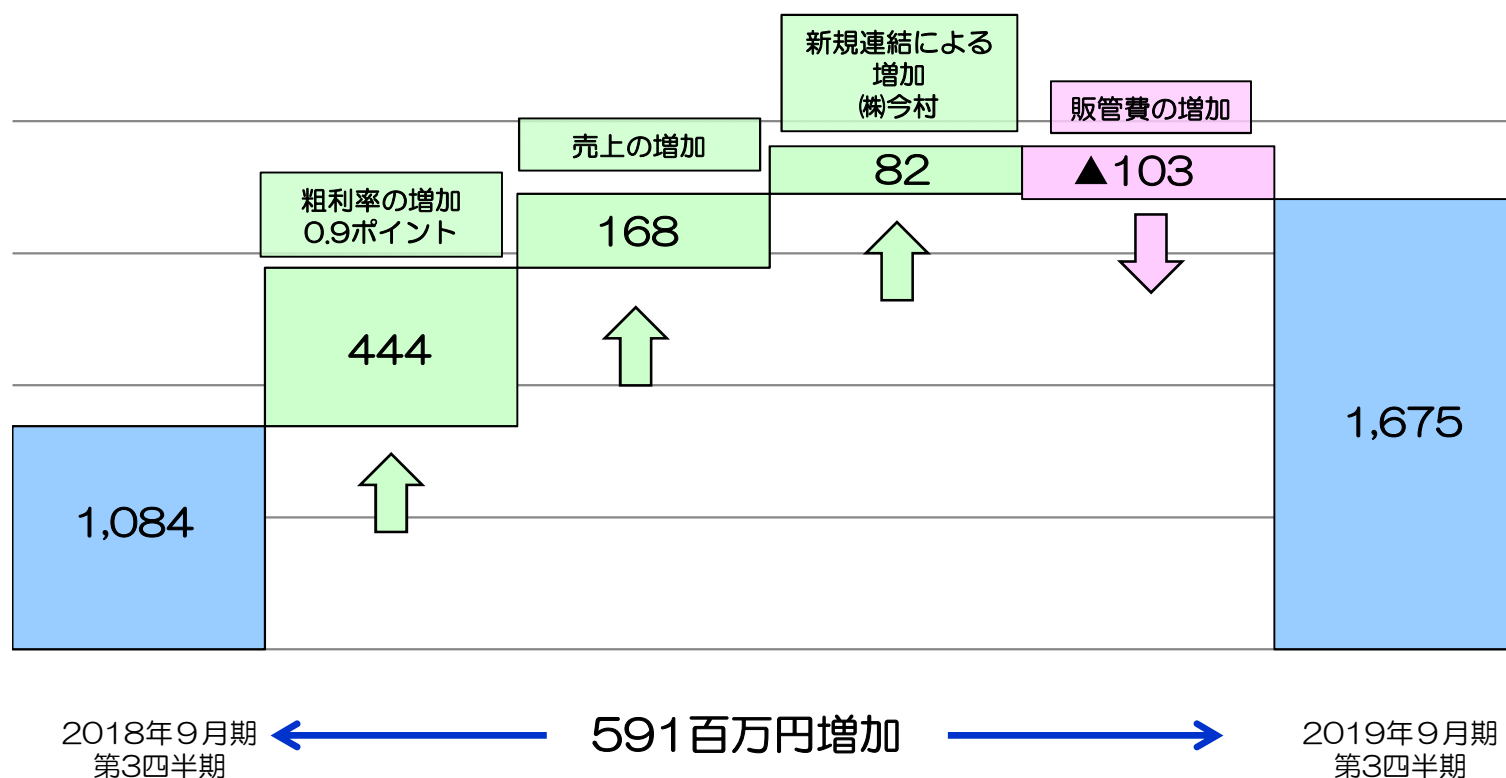 新規連結による
増加
㈱今村
販管費の増加
売上の増加
粗利率の増加
0.9ポイント
82
▲103
168
444
1,675
1,084
2018年9月期
第3四半期
591百万円増加
2019年9月期
第3四半期